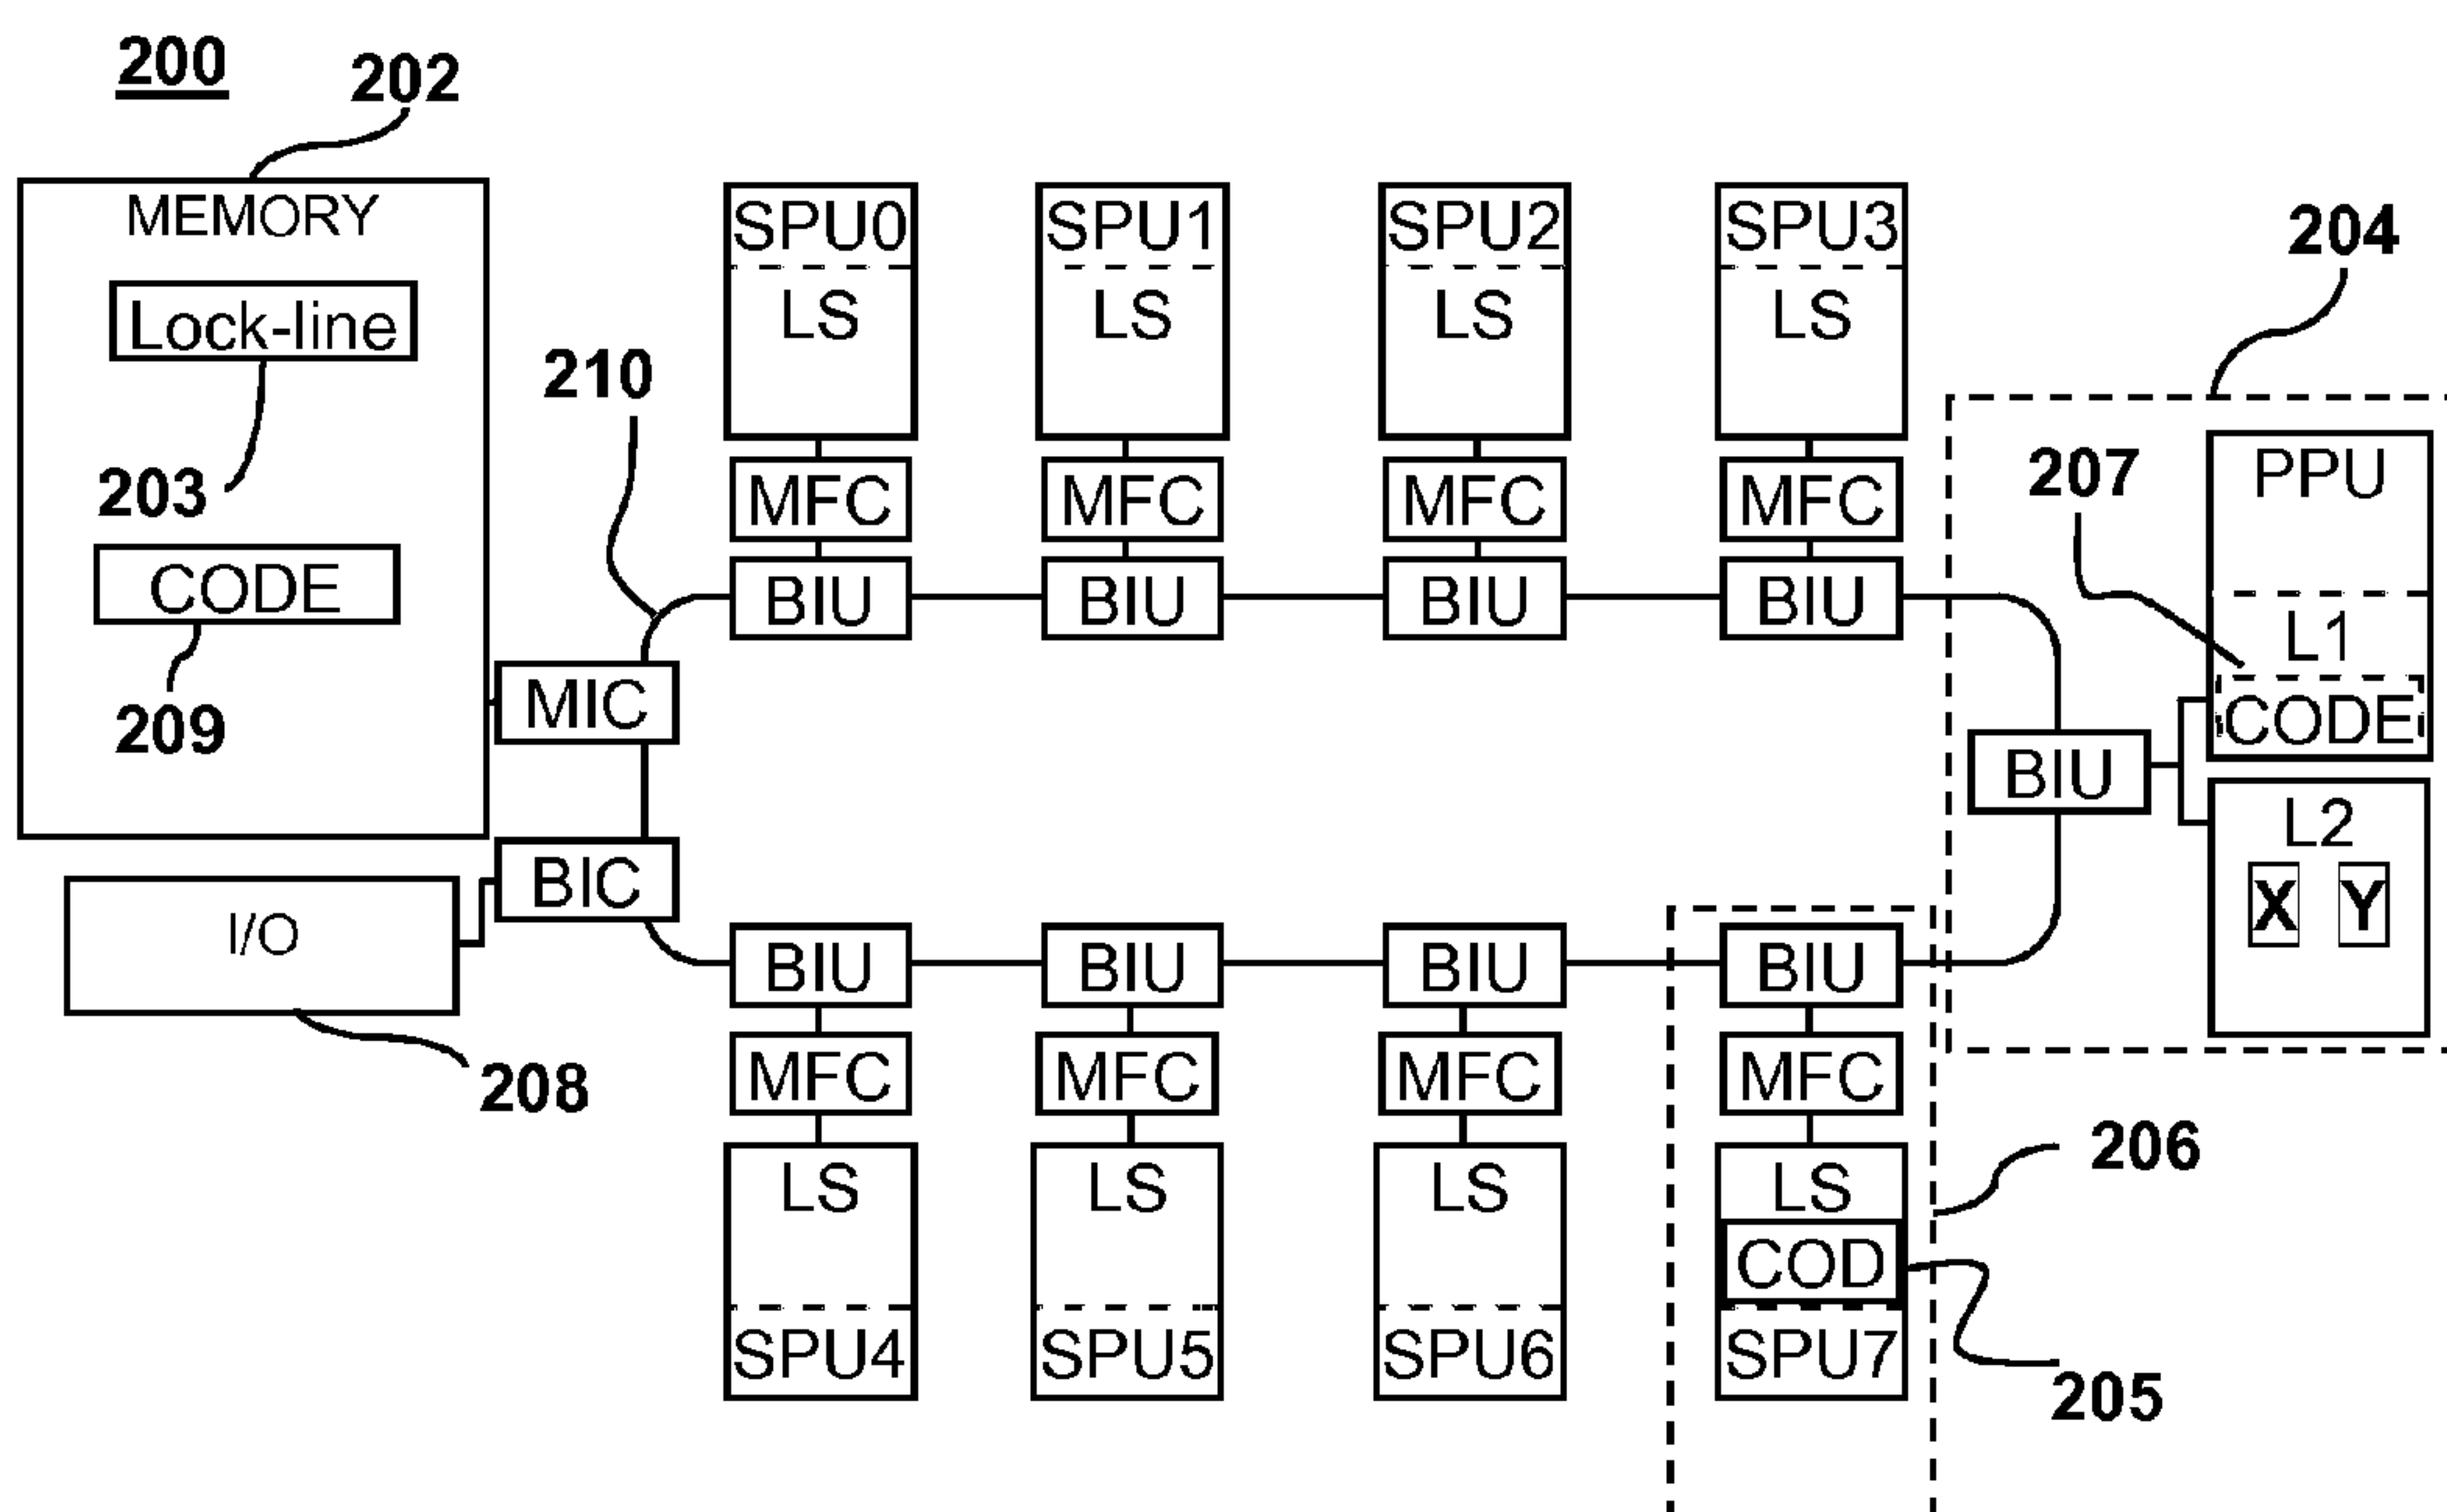 200
202
MEMORY
Lock-line
203
CODE
209
210
MIC
BIC
I/O
208
SPU0 SPU1 SPU2 SPU3
LS LS LS LS
MFC MFC MFC MFC
BIU BIU BIU BIU
204
207
PPU
L1
CODE
BIU
L2
X Y
BIU BIU BIU BIU
MFC MFC MFC MFC
LS LS LS LS
COD
SPU4 SPU5 SPU6 SPU7
206
205